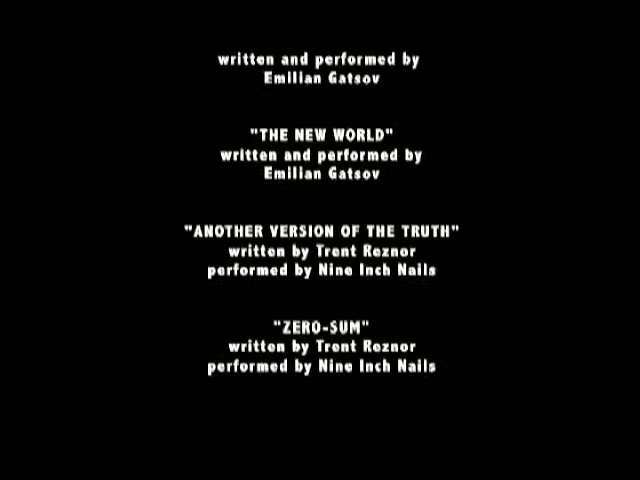 written and performed by
Emilian Gatsov
"THE NEW WORLD"
written and performed by
Emilian Gatsov
"ANOTHER VERSION OF THE TRUTH"
written by Trent Reznor
performed by Nine Inch Nails
"ZERO-SUM"
written by Trent Reznor
performed by Nine Inch Nails